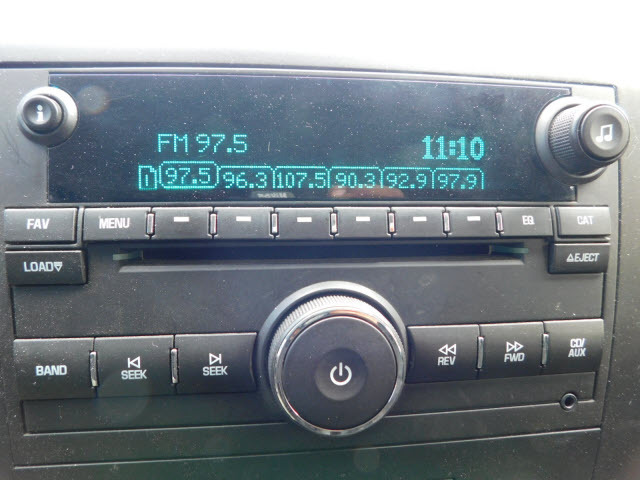 i
FM 97.5 11:10
1 97.5 96.3 107.5 90.3 92.9 97.9
FAV MENU EQ CAT
LOAD EJECT
BAND SEEK SEEK REV FWD CD/AUX